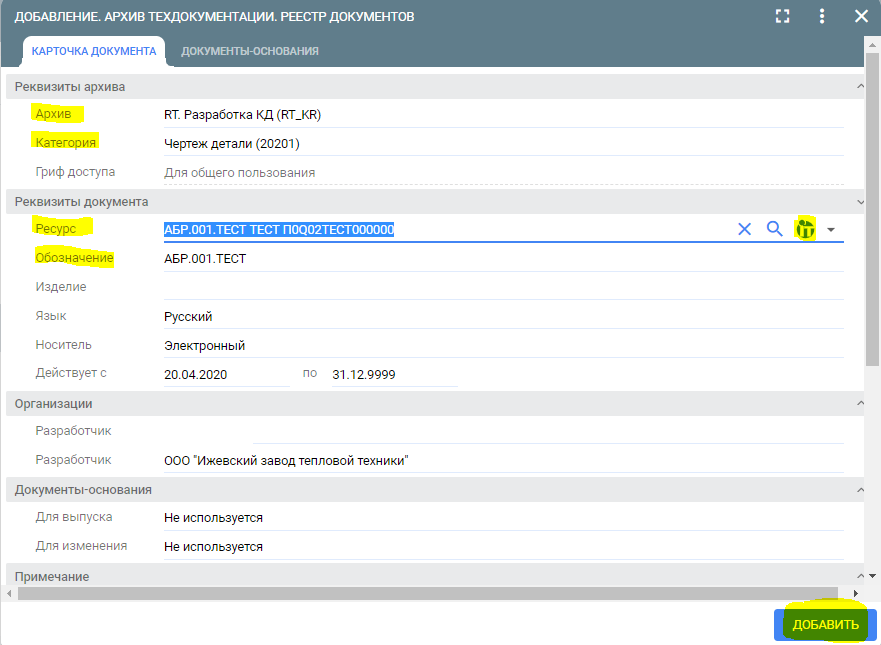 ДОБАВЛЕНИЕ. АРХИВ ТЕХДОКУМЕНТАЦИИ. РЕЕСТР ДОКУМЕНТОВ
КАРТОЧКА ДОКУМЕНТА ДОКУМЕНТЫ-ОСНОВАНИЯ
Реквизиты архива
Архив RT. Разработка КД (RT_KR)
Категория Чертеж детали (20201)
Гриф доступа Для общего пользования
Реквизиты документа
Ресурс АБР.001.ТЕСТ ТЕСТ П0Q02ТЕСТ000000
Обозначение АБР.001.ТЕСТ
Изделие
Язык Русский
Носитель Электронный
Действует с 20.04.2020 по 31.12.9999
Организации
Разработчик
Разработчик ООО "Ижевский завод тепловой техники"
Документы-основания
Для выпуска Не используется
Для изменения Не используется
Примечание
ДОБАВИТЬ